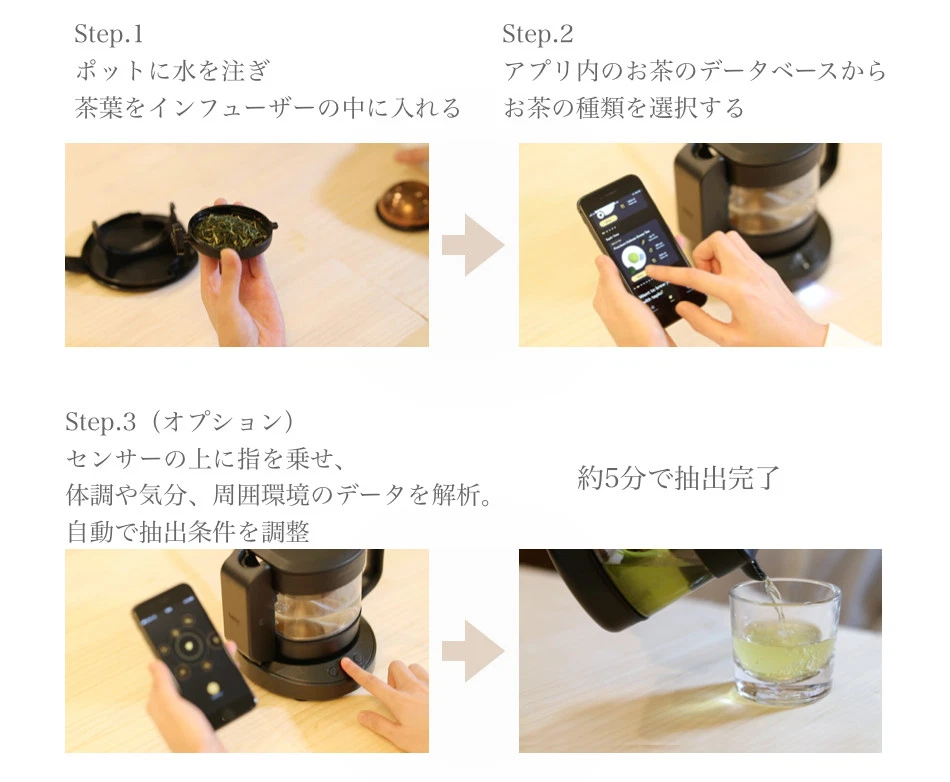 Step.1
ポットに水を注ぎ
茶葉をインフューザーの中に入れる
Step.2
アプリ内のお茶のデータベースから
お茶の種類を選択する
Step.3（オプション）
センサーの上に指を乗せ、
体調や気分、周囲環境のデータを解析。
自動で抽出条件を調整
約5分で抽出完了